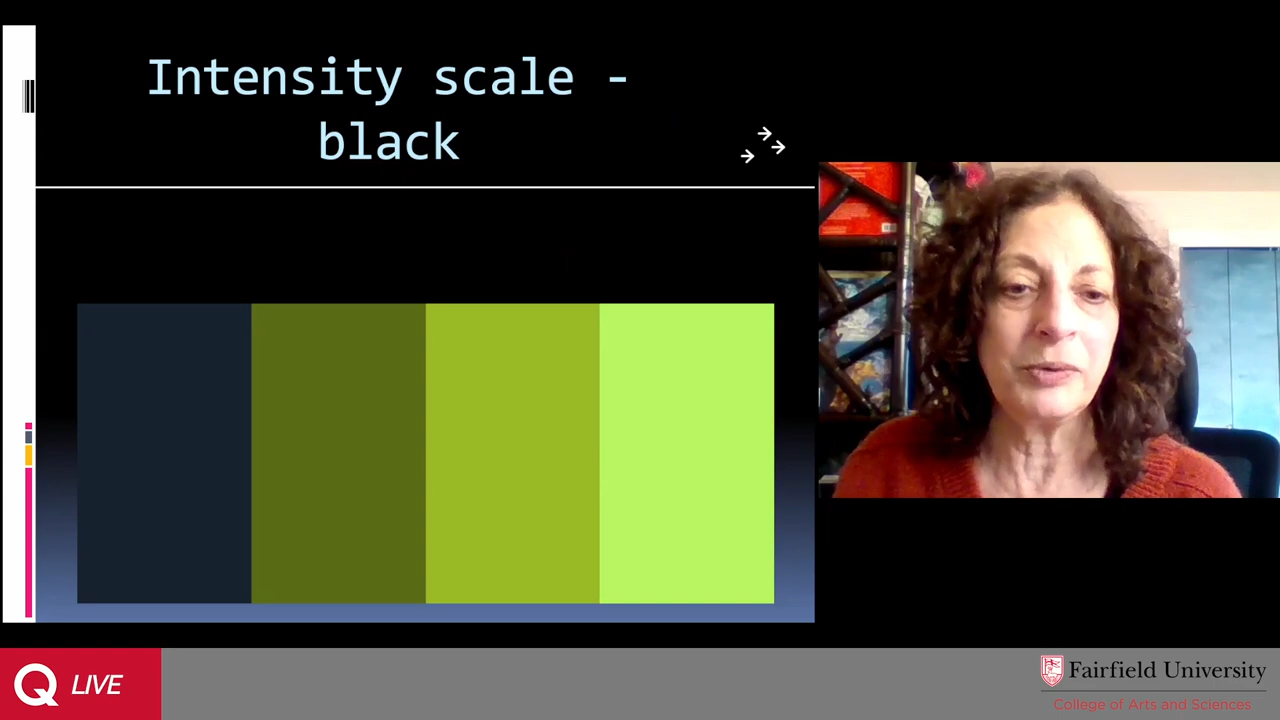 Intensity scale -
black
Q LIVE
Fairfield University
College of Arts and Sciences